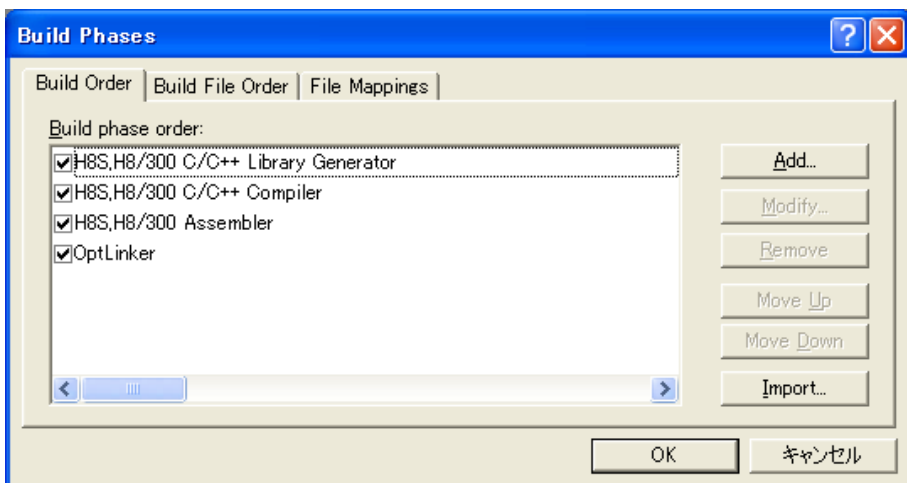 Build Phases
Build Order
Build File Order
File Mappings
Build phase order:
H8S,H8/300 C/C++ Library Generator
H8S,H8/300 C/C++ Compiler
H8S,H8/300 Assembler
OptLinker
Add...
Modify...
Remove
Move Up
Move Down
Import...
OK
キャンセル